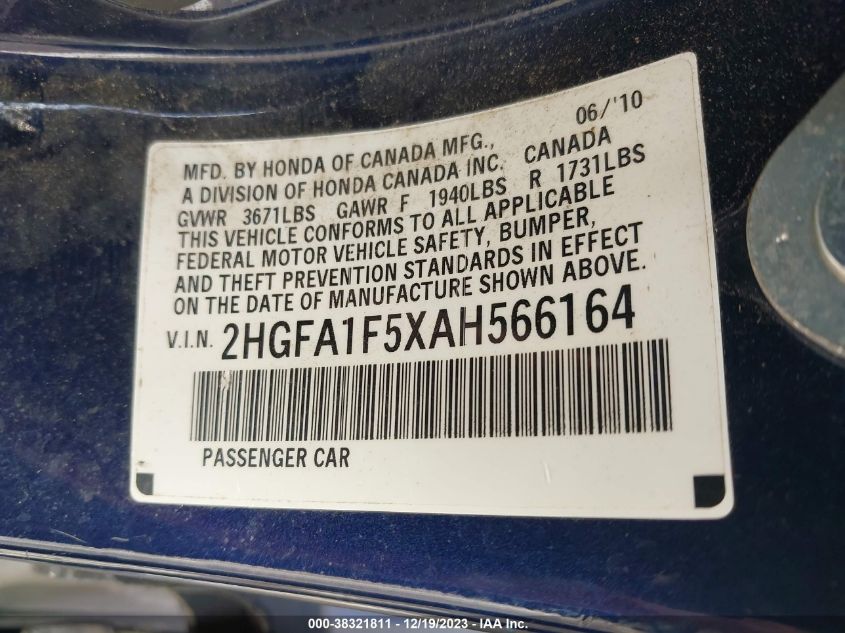 06/'10
MFD. BY HONDA OF CANADA MFG., CANADA
A DIVISION OF HONDA CANADA INC.
GVWR 3671LBS GAWR F 1940LBS R 1731LBS
THIS VEHICLE CONFORMS TO ALL APPLICABLE
FEDERAL MOTOR VEHICLE SAFETY, BUMPER,
AND THEFT PREVENTION STANDARDS IN EFFECT
ON THE DATE OF MANUFACTURE SHOWN ABOVE.
V.I.N. 2HGFA1F5XAH566164
PASSENGER CAR
000-38321811 - 12/19/2023 - IAA Inc.